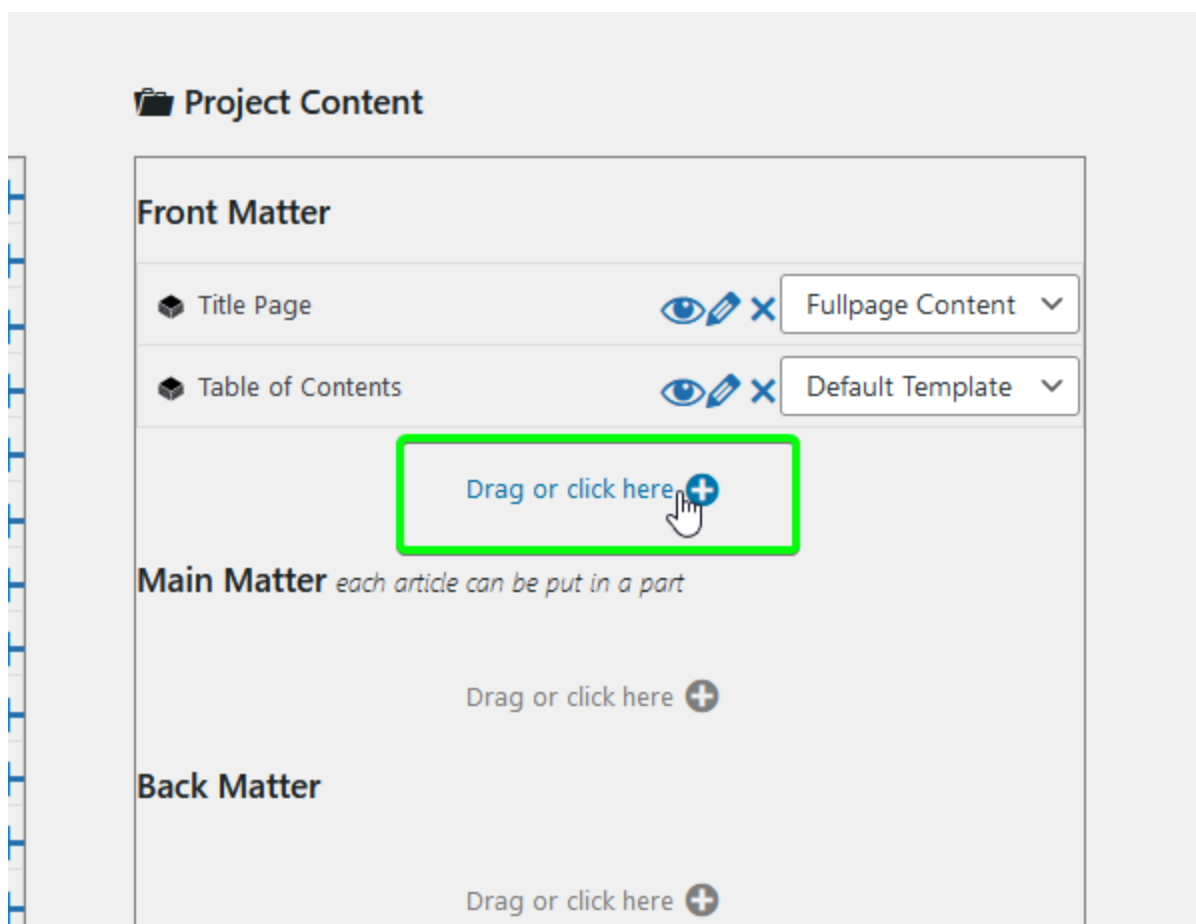 Project Content
Front Matter
Title Page Fullpage Content
Table of Contents Default Template
Drag or click here
Main Matter each article can be put in a part
Drag or click here
Back Matter
Drag or click here